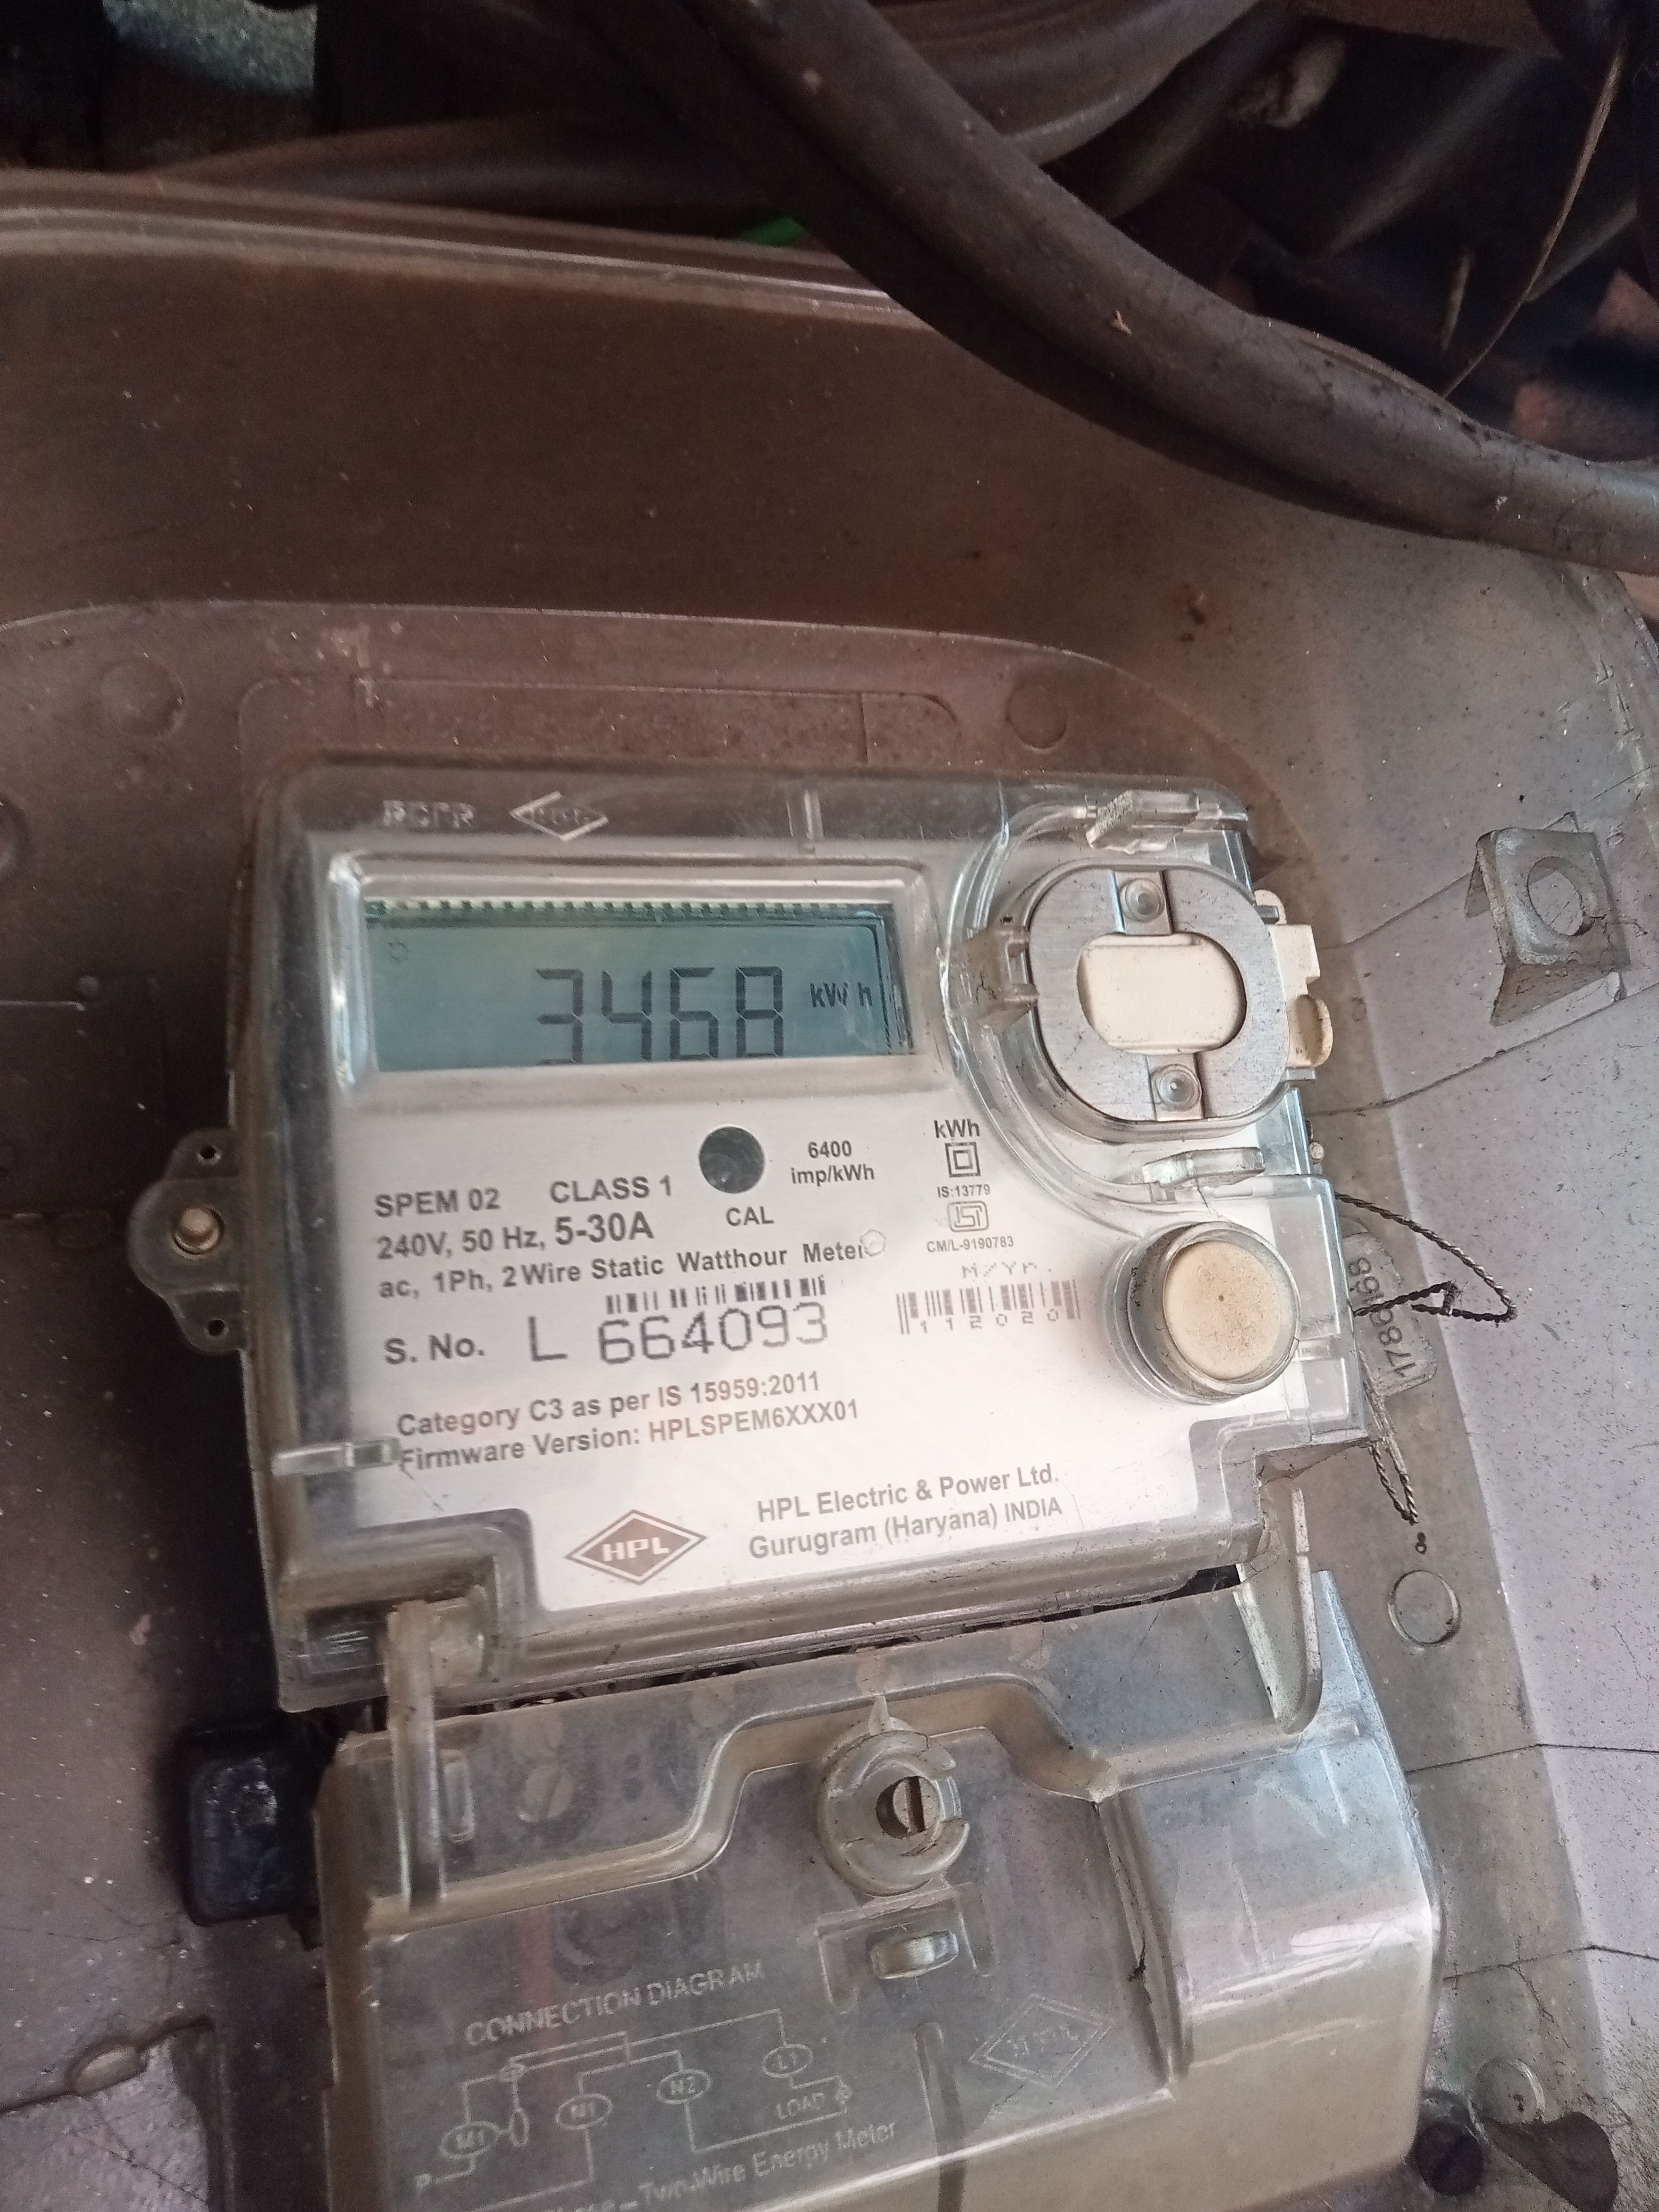 3468 kWh
6400
imp/kWh
CAL
kWh
IS:13779
CM/L-9190783
SPEM 02 CLASS 1
240V, 50 Hz, 5-30A
ac, 1Ph, 2 Wire Static Watthour Meter
M/Yr.
112020
S. No. L 664093
Category C3 as per IS 15959:2011
Firmware Version: HPLSPEM6XXX01
HPL
HPL Electric & Power Ltd.
Gurugram (Haryana) INDIA
CONNECTION DIAGRAM
M1 N1 N2 L1
LOAD
P
Two-Wire Energy Meter
HPL